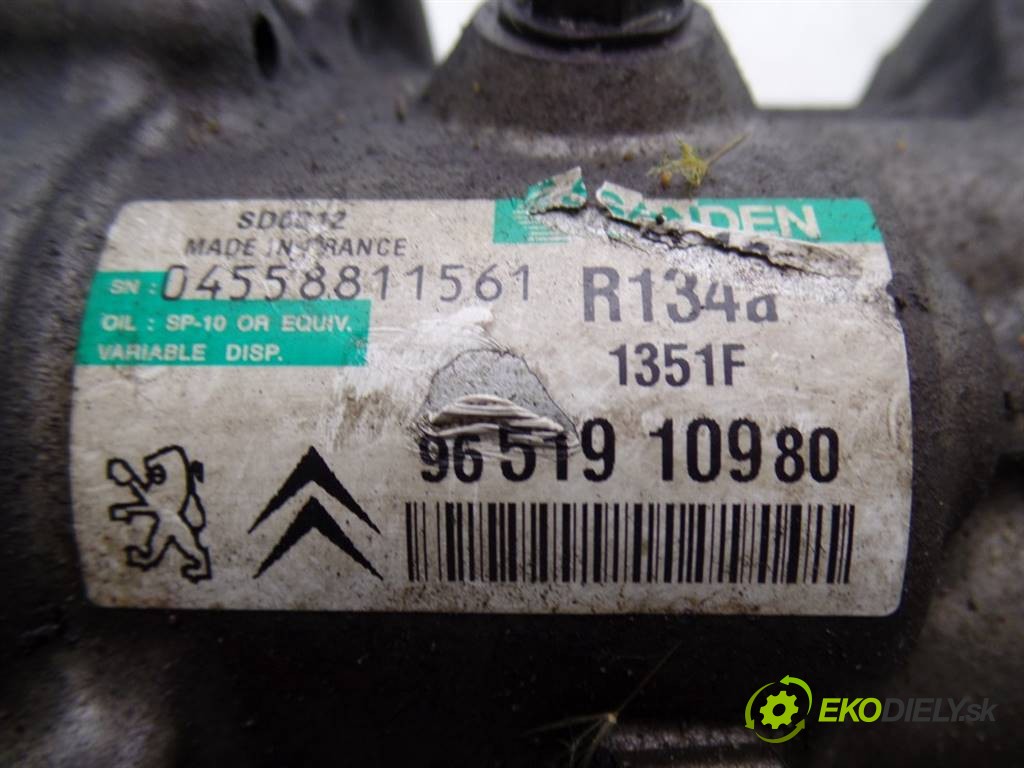 SANDEN
MADE IN FRANCE
SN : 04558811561
R134a
OIL : SP-10 OR EQUIV.
VARIABLE DISP.
1351F
96 519 109 80
EKODIELY.sk